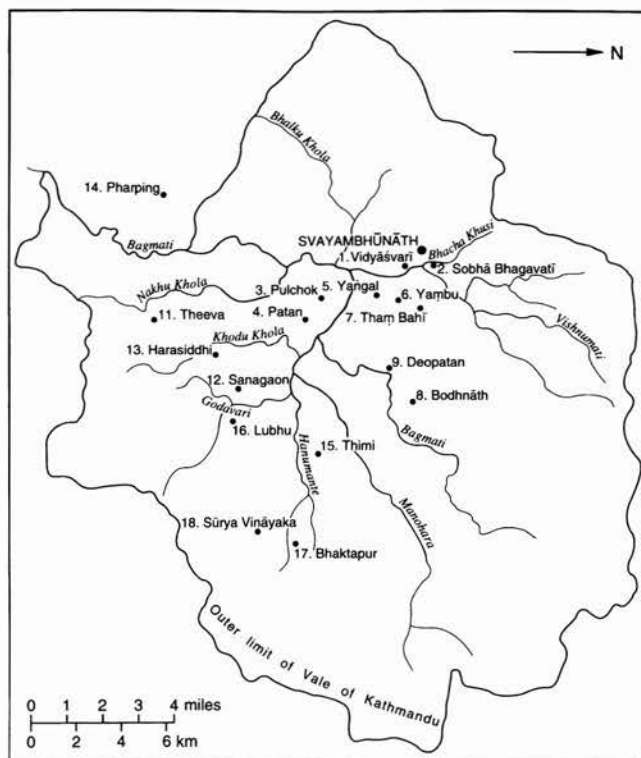 N
Bhalku Khola
14. Pharping
Bagmati
SVAYAMBHŪNĀTH
Bhacha Khusi
1. Vidyāśvarī
2. Sobhā Bhagavatī
Nakhu Khola
3. Pulchok
5. Yaṅgal
6. Yaṃbu
11. Theeva
4. Patan
7. Thaṃ Bahī
Vishnumati
Khodu Khola
13. Harasiddhi
9. Deopatan
12. Sanagaon
8. Bodhnāth
Godavari
16. Lubhu
Bagmati
Hanumante
15. Thimi
Manohara
18. Sūrya Vināyaka
17. Bhaktapur
Outer limit of Vale of Kathmandu
0 1 2 3 4 miles
0 2 4 6 km